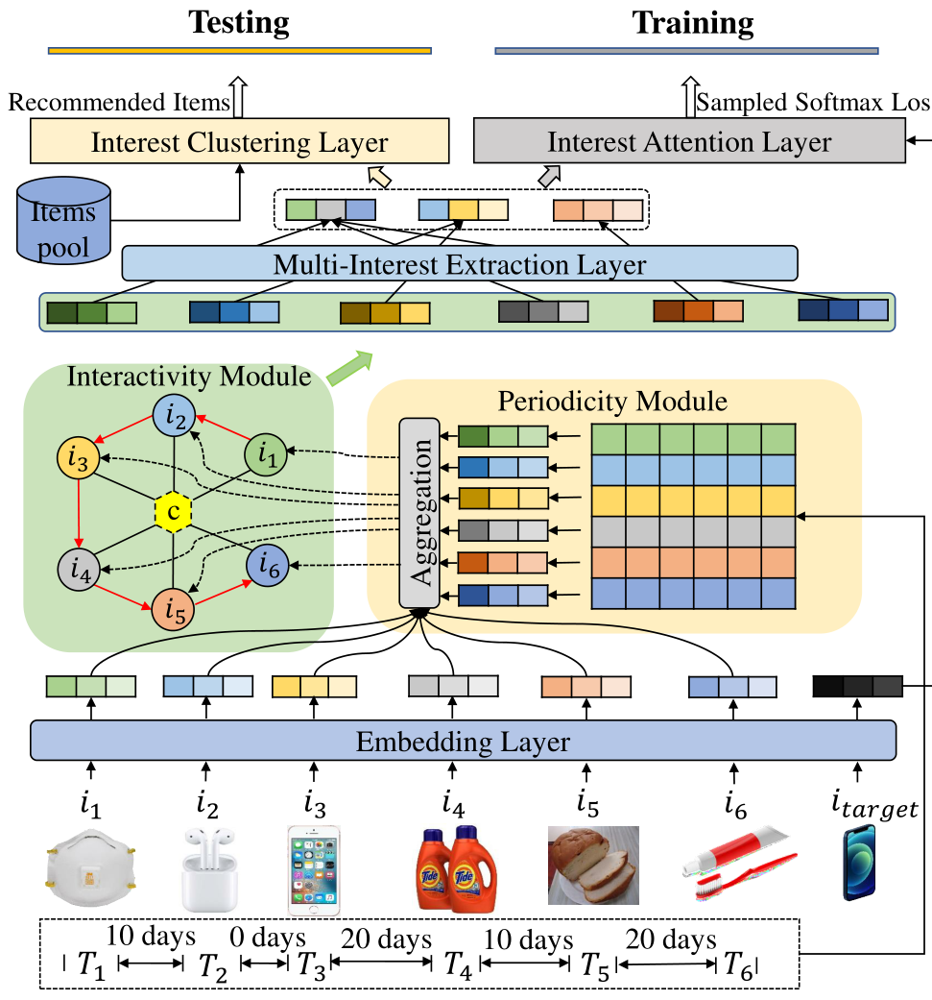 Testing
Training
Recommended Items
Sampled Softmax Los
Interest Clustering Layer
Interest Attention Layer
Items
pool
Multi-Interest Extraction Layer
Interactivity Module
Periodicity Module
i2
i3
i1
c
i4
i6
i5
Aggregation
Embedding Layer
i1 i2 i3 i4 i5 i6 itarget
Tide Tide
10 days 0 days 20 days 10 days 20 days
T1 T2 T3 T4 T5 T6